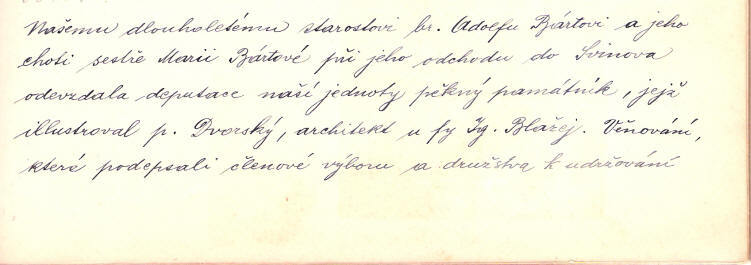 Našemu dlouholetému starostovi br. Adolfu Bártovi a jeho
choti sestře Marii Bártové při jeho odchodu do Svinova
odevzdala deputace naší jednoty pěkný památník, jejž
illustroval p. Dvorský, architekt u fy Ig. Blažej. Věnování,
které podepsali členové výboru a družstva k udržování